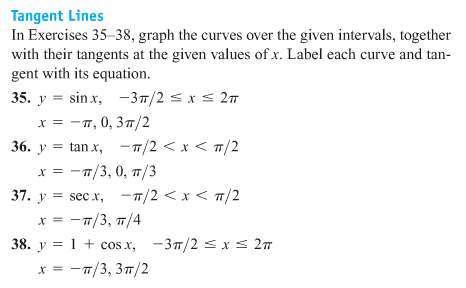 Tangent Lines
In Exercises 35–38, graph the curves over the given intervals, together
with their tangents at the given values of x. Label each curve and tan-
gent with its equation.
35. y = sin x, −3π/2 ≤ x ≤ 2π
x = −π, 0, 3π/2
36. y = tan x, −π/2 < x < π/2
x = −π/3, 0, π/3
37. y = sec x, −π/2 < x < π/2
x = −π/3, π/4
38. y = 1 + cos x, −3π/2 ≤ x ≤ 2π
x = −π/3, 3π/2